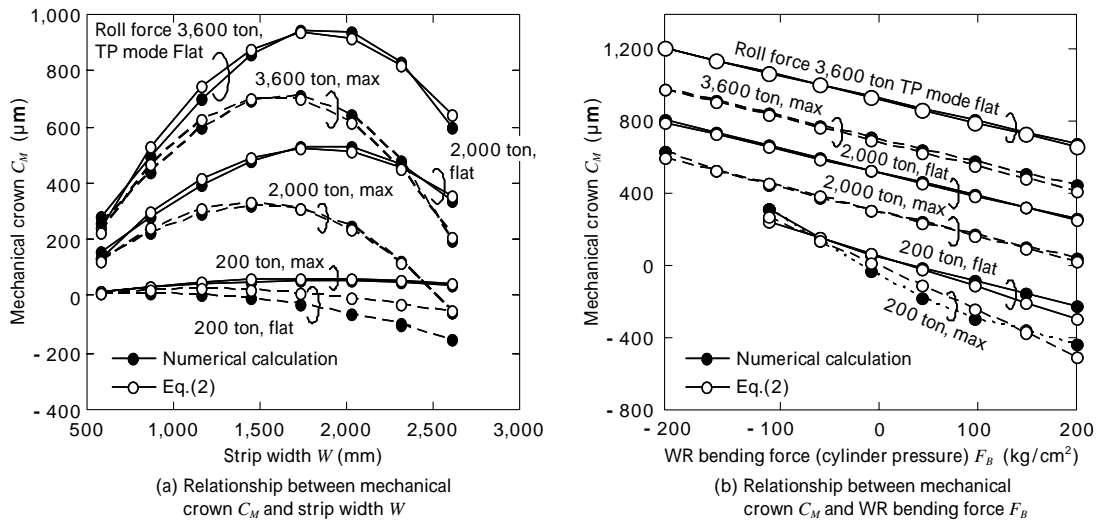 1,000
800
600
400
200
0
- 200
- 400
500
1,000
1,500
2,000
2,500
3,000
Mechanical crown C_M (μm)
Strip width W (mm)
Roll force 3,600 ton,
TP mode Flat
3,600 ton, max
2,000 ton,
flat
2,000 ton, max
200 ton, max
200 ton, flat
Numerical calculation
Eq.(2)
(a) Relationship between mechanical
crown C_M and strip width W
1,200
800
400
0
- 400
- 800
- 200
- 100
0
100
200
Mechanical crown C_M (μm)
WR bending force (cylinder pressure) F_B (kg/cm²)
Roll force 3,600 ton TP mode flat
3,600 ton, max
2,000 ton, flat
2,000 ton, max
200 ton, flat
200 ton, max
Numerical calculation
Eq.(2)
(b) Relationship between mechanical
C_M and WR bending force F_B